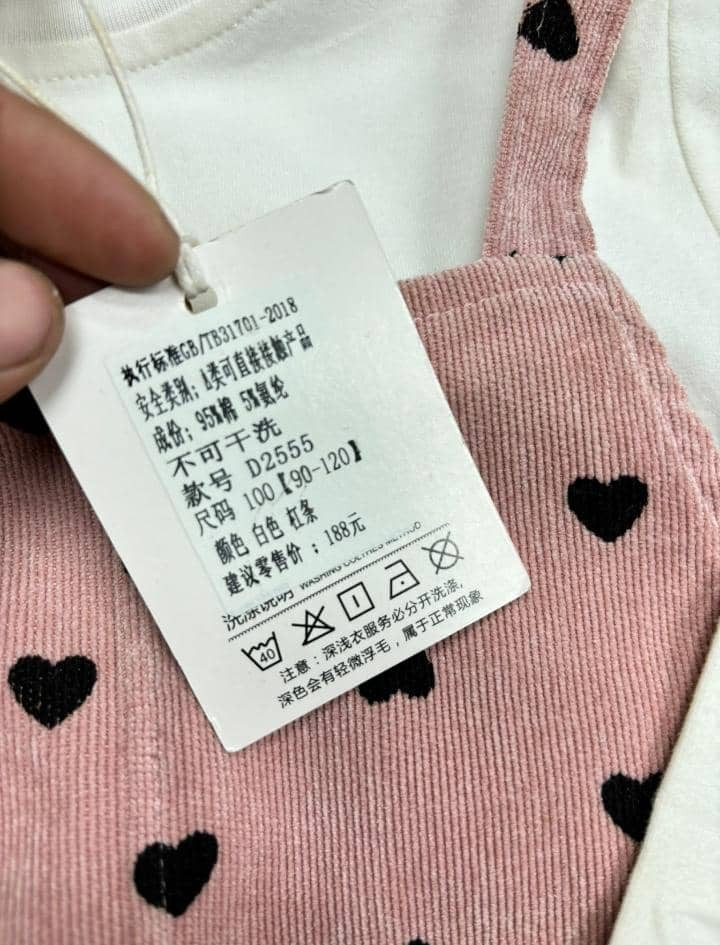 执行标准GB/TB31701-2018
安全类别；A类可直接接触产品
成份；95%棉 5%氨纶
不可干洗
款号 D2555
尺码 100【90-120】
颜色 白色 杠条
建议零售价；188元
洗涤说明 WASHING COLTHES METHOD
40
注意：深浅衣服务必分开洗涤,
深色会有轻微浮毛，属于正常现象